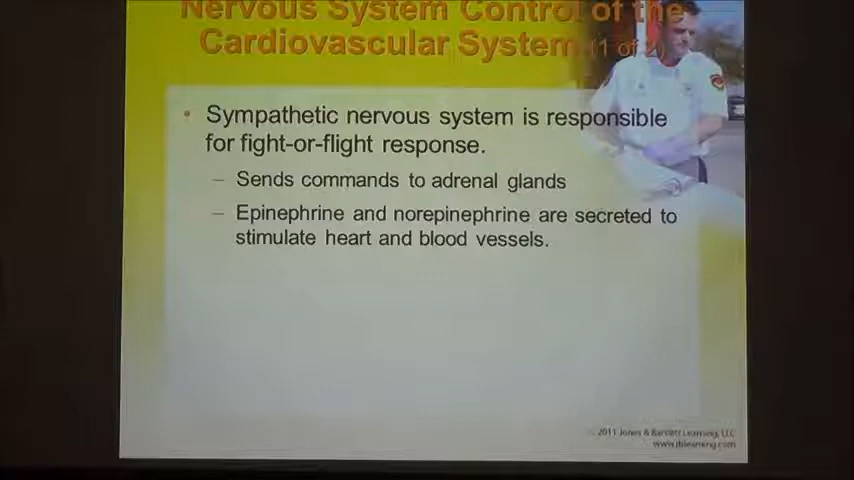 Nervous System Control of the
Cardiovascular System (1 of 2)
• Sympathetic nervous system is responsible
for fight-or-flight response.
– Sends commands to adrenal glands
– Epinephrine and norepinephrine are secreted to
stimulate heart and blood vessels.
© 2011 Jones & Bartlett Learning, LLC
www.jblearning.com